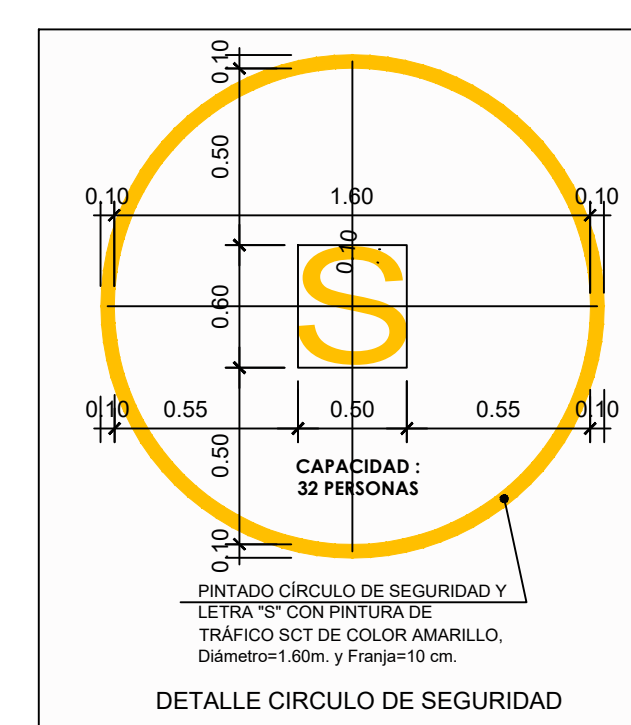 0.10
0.50
0.10 1.60 0.10
0.10
S
0.60
0.10 0.55 0.50 0.55 0.10
0.50
CAPACIDAD :
32 PERSONAS
0.10
PINTADO CÍRCULO DE SEGURIDAD Y
LETRA "S" CON PINTURA DE
TRÁFICO SCT DE COLOR AMARILLO,
Diámetro=1.60m. y Franja=10 cm.
DETALLE CIRCULO DE SEGURIDAD